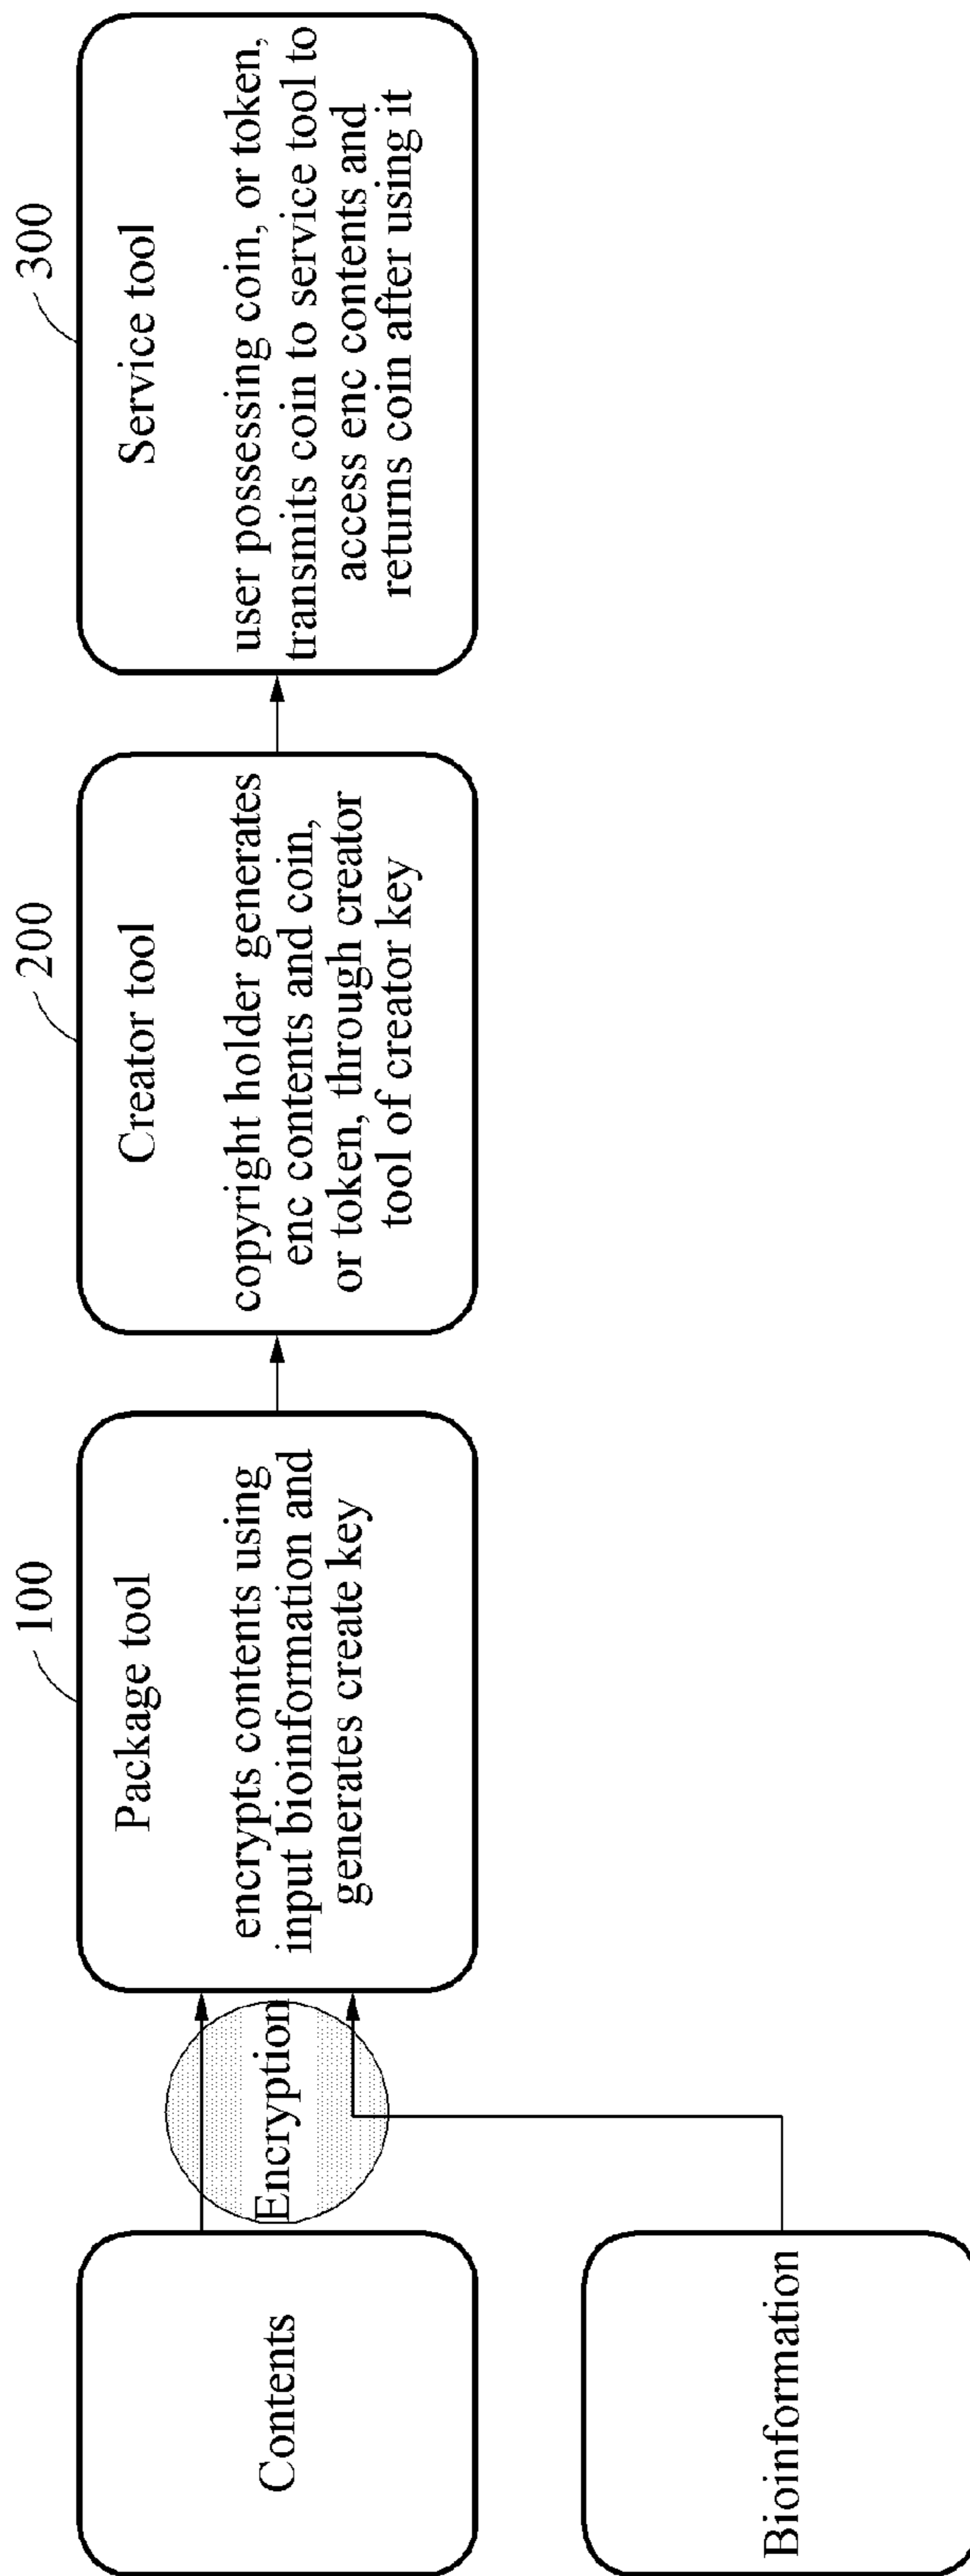 Contents
Bioinformation
Encryption
100
Package tool
encrypts contents using
input bioinformation and
generates create key
200
Creator tool
copyright holder generates
enc contents and coin,
or token, through creator
tool of creator key
300
Service tool
user possessing coin, or token,
transmits coin to service tool to
access enc contents and
returns coin after using it